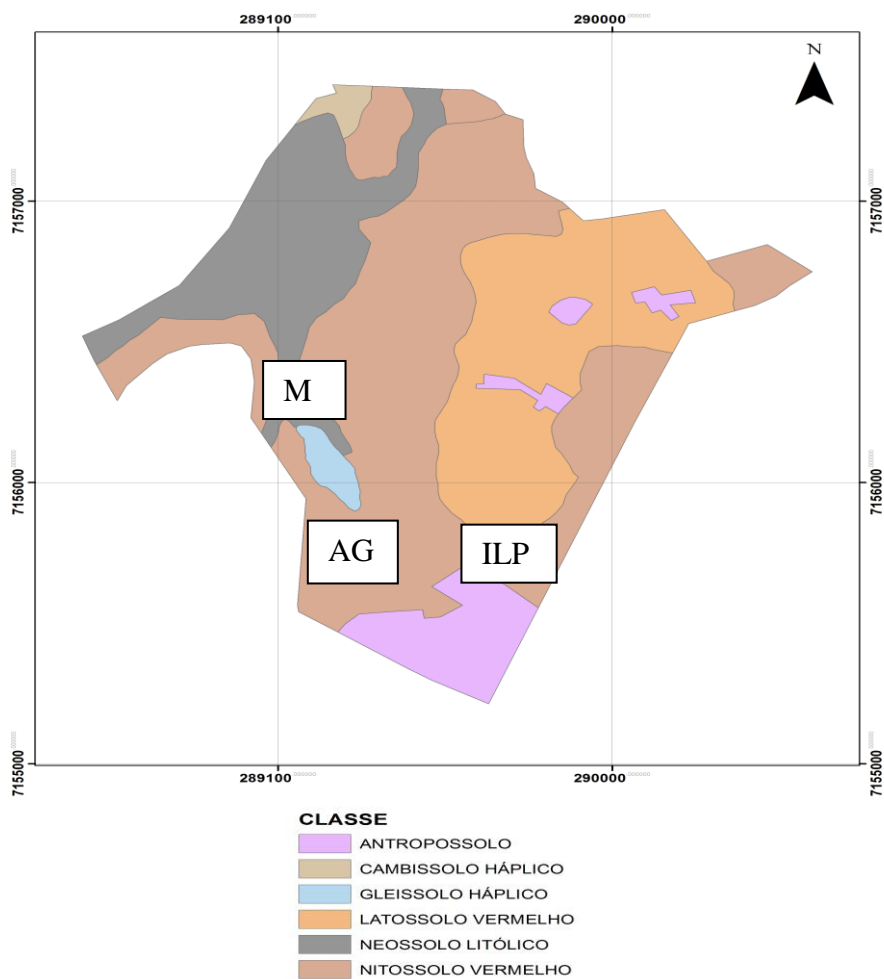 289100
290000
N
7157000
7157000
M
7156000
7156000
AG
ILP
7155000
7155000
289100
290000
CLASSE
ANTROPOSSOLO
CAMBISSOLO HÁPLICO
GLEISSOLO HÁPLICO
LATOSSOLO VERMELHO
NEOSSOLO LITÓLICO
NITOSSOLO VERMELHO